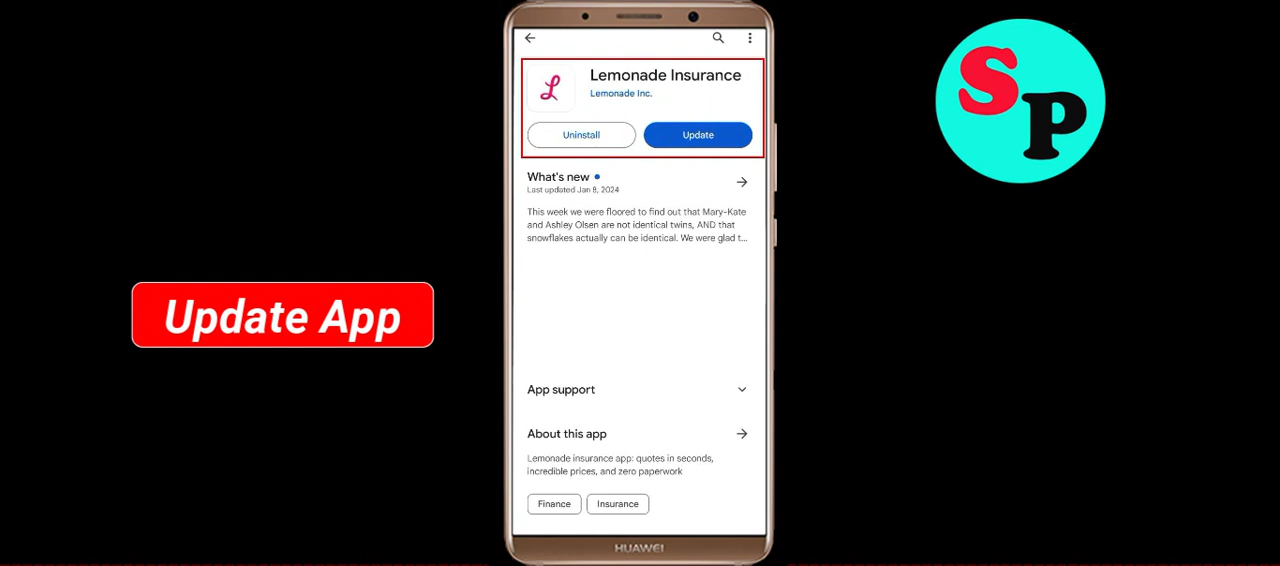 Lemonade Insurance
Lemonade Inc.
Uninstall
Update
What's new
Last updated Jan 8, 2024
This week we were floored to find out that Mary-Kate
and Ashley Olsen are not identical twins, AND that
snowflakes actually can be identical. We were glad t...
App support
About this app
Lemonade insurance app: quotes in seconds,
incredible prices, and zero paperwork
Finance
Insurance
HUAWEI
Update App
SP